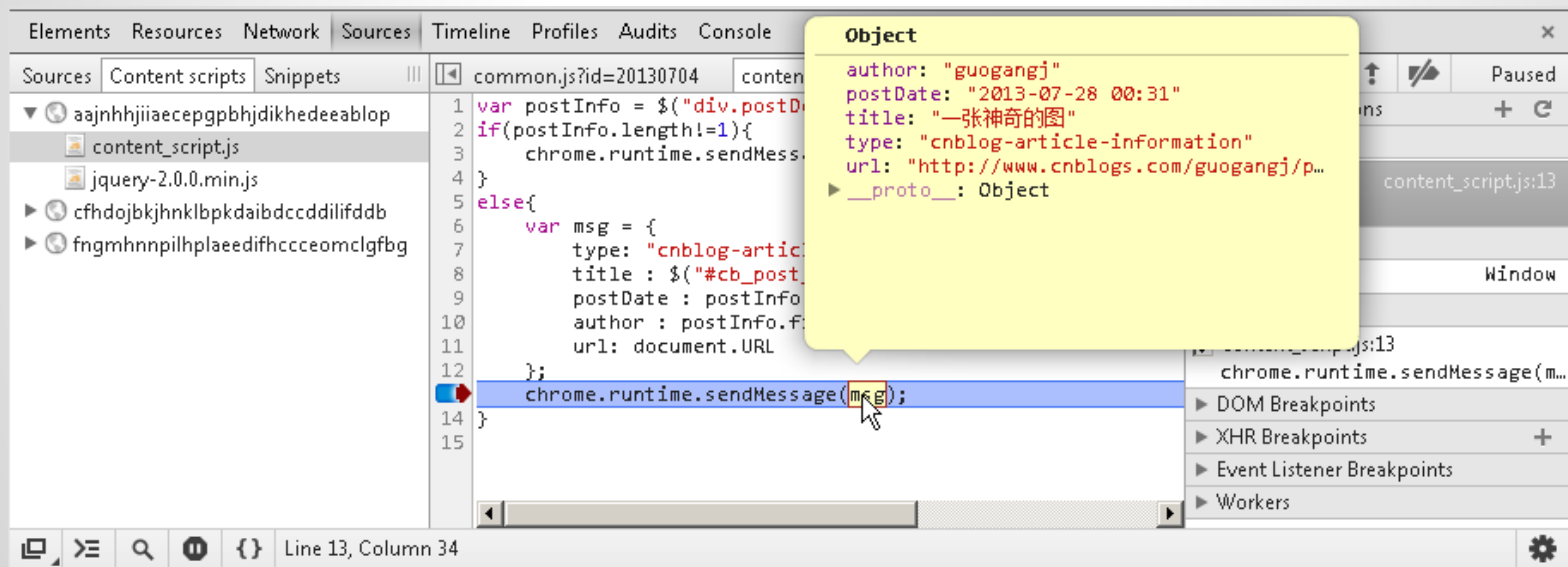 Elements Resources Network Sources Timeline Profiles Audits Console
Sources Content scripts Snippets
aajnhhjiiaecepgpbhjdikhedeeablop
content_script.js
jquery-2.0.0.min.js
cfhdojbkjhnklbpkdaibdccddilifddb
fngmhnnpilhplaeedifhccceomclgfbg
common.js?id=20130704 conten
1 var postInfo = $("div.postD
2 if(postInfo.length!=1){
3 chrome.runtime.sendMess
4 }
5 else{
6 var msg = {
7 type: "cnblog-artic
8 title : $("#cb_post_
9 postDate : postInfo
10 author : postInfo.f
11 url: document.URL
12 };
chrome.runtime.sendMessage(msg);
14 }
15
Object
author: "guogangj"
postDate: "2013-07-28 00:31"
title: "一张神奇的图"
type: "cnblog-article-information"
url: "http://www.cnblogs.com/guogangj/p…
__proto__: Object
Paused
ns
content_script.js:13
Window
content_script.js:13
chrome.runtime.sendMessage(m…
DOM Breakpoints
XHR Breakpoints
Event Listener Breakpoints
Workers
{} Line 13, Column 34